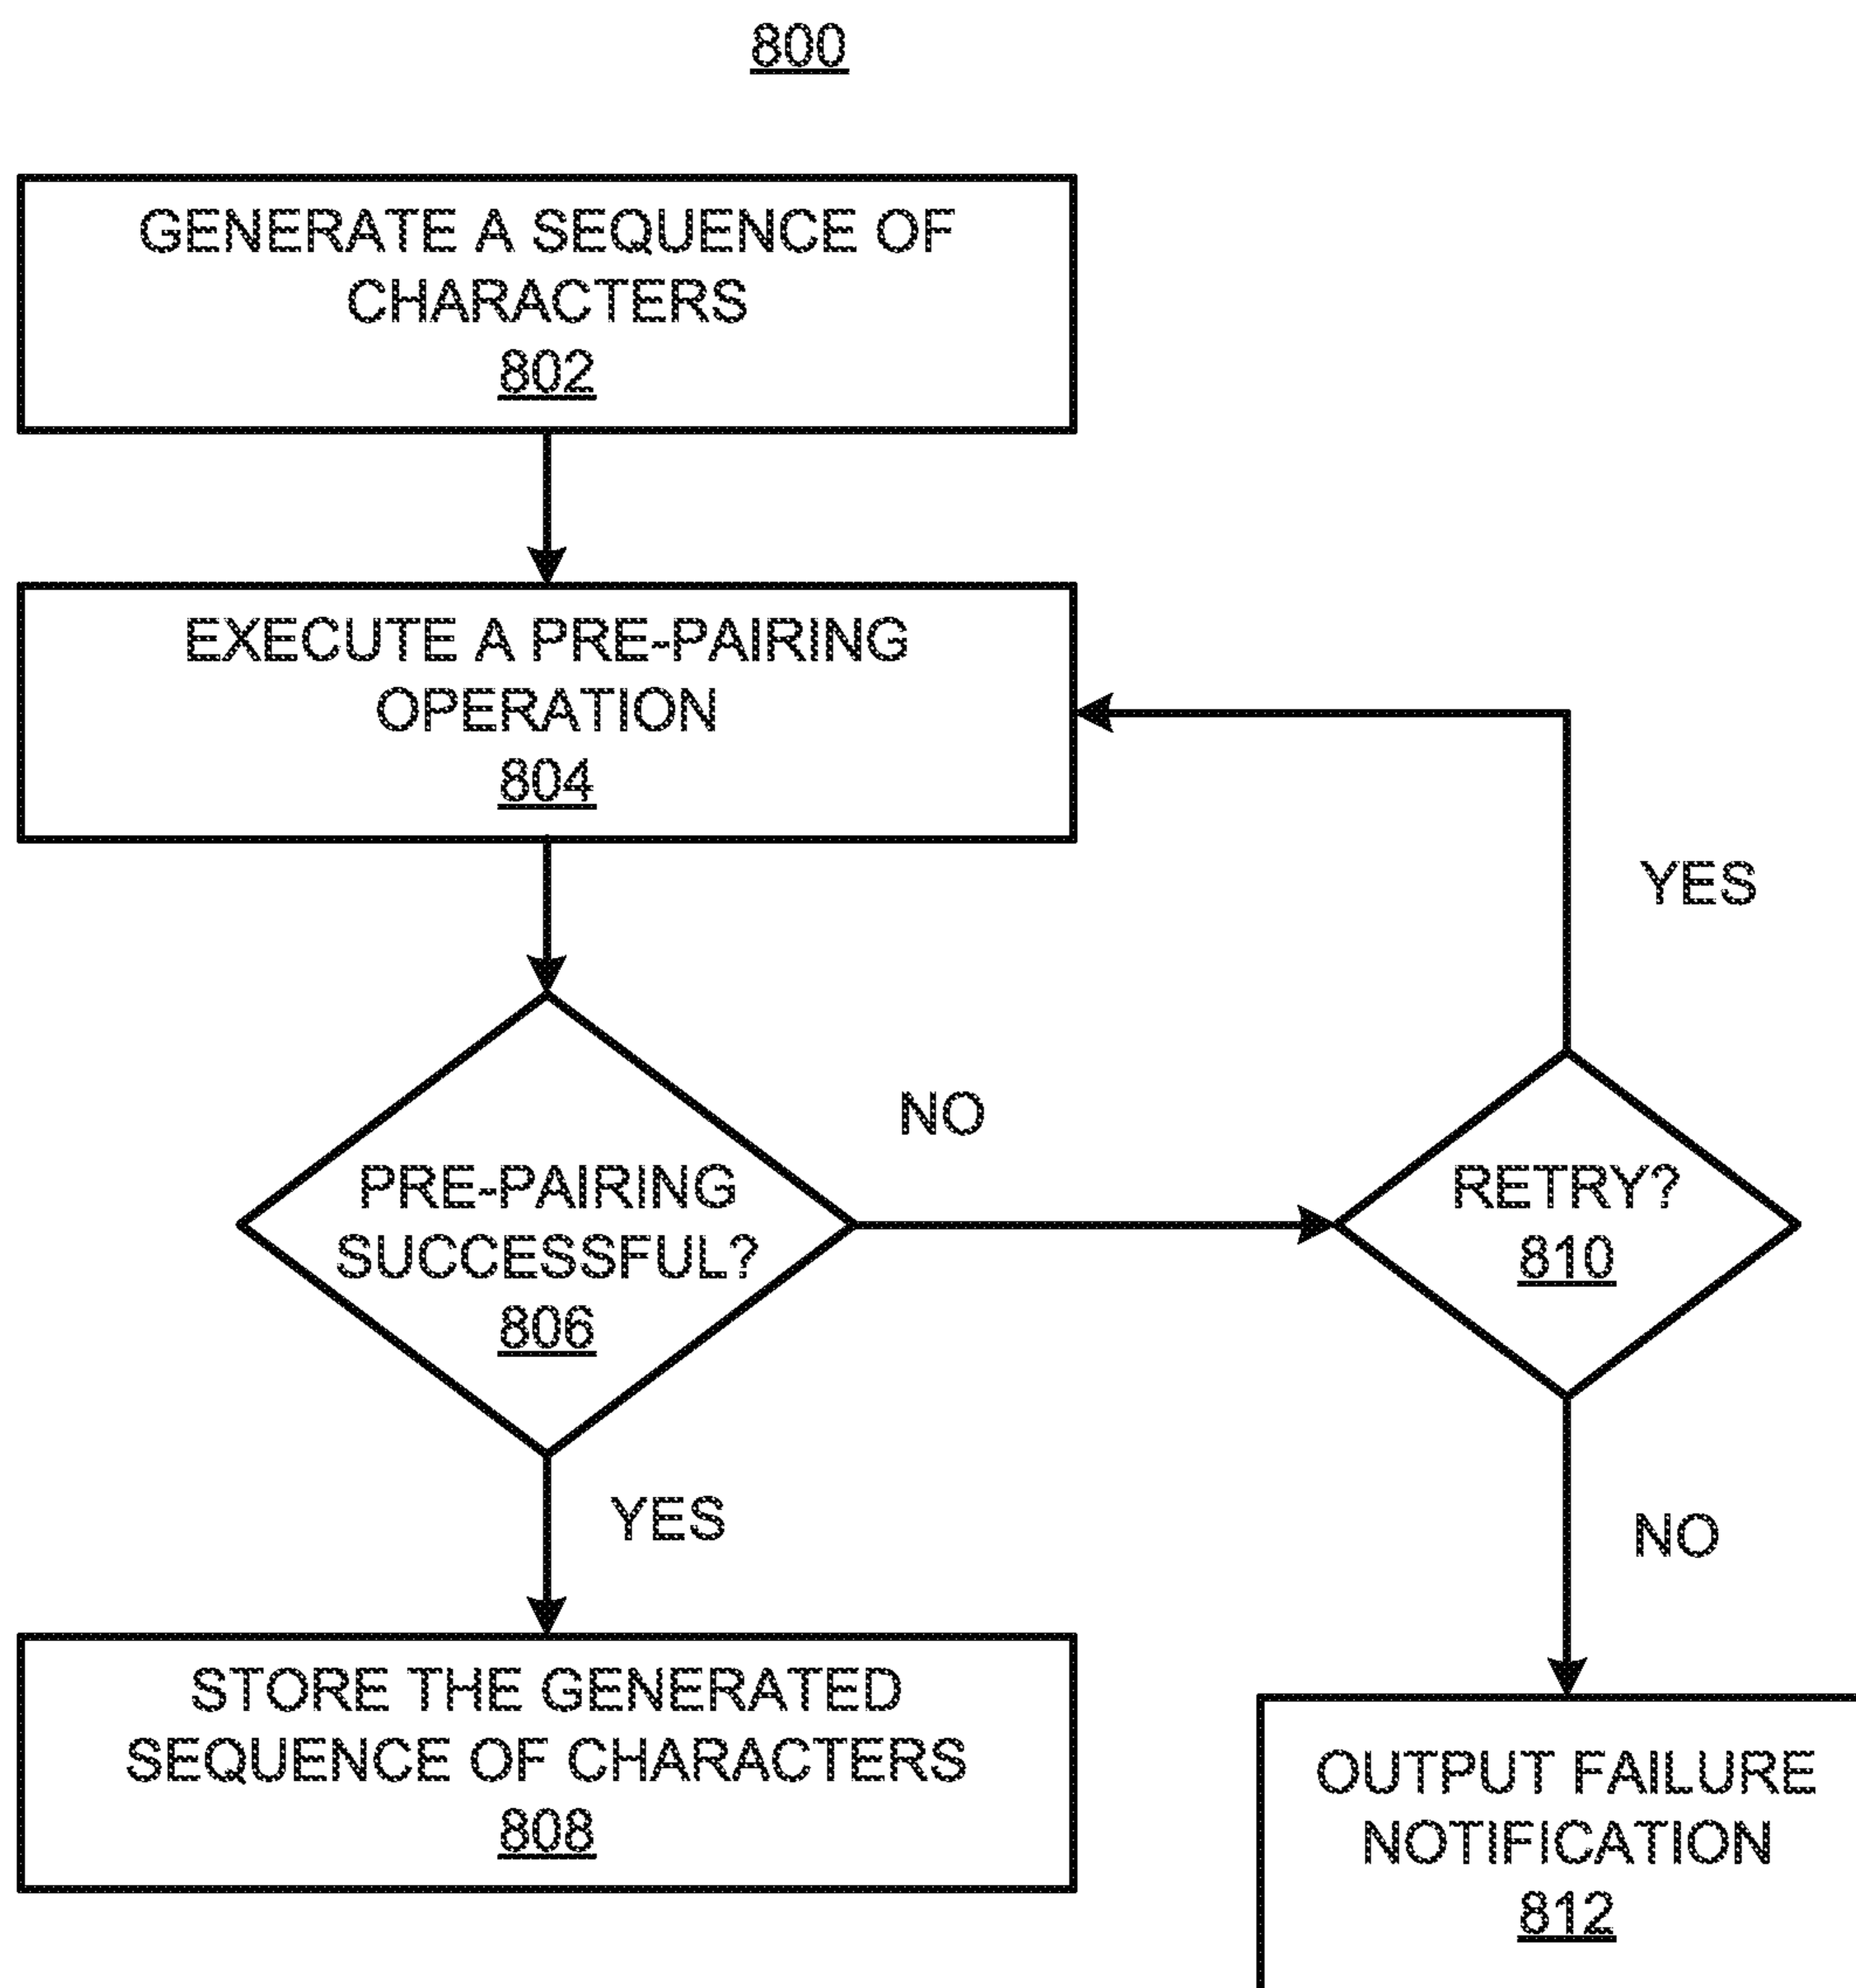 800
GENERATE A SEQUENCE OF
CHARACTERS
802
EXECUTE A PRE-PAIRING
OPERATION
804
YES
NO
PRE-PAIRING
SUCCESSFUL?
806
RETRY?
810
YES
NO
STORE THE GENERATED
SEQUENCE OF CHARACTERS
808
OUTPUT FAILURE
NOTIFICATION
812